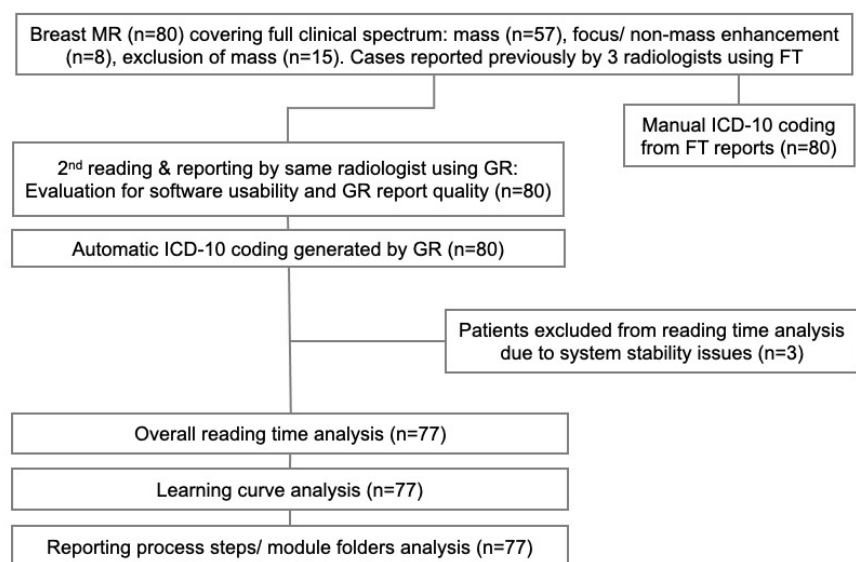 Breast MR (n=80) covering full clinical spectrum: mass (n=57), focus/ non-mass enhancement
(n=8), exclusion of mass (n=15). Cases reported previously by 3 radiologists using FT
Manual ICD-10 coding
from FT reports (n=80)
2nd reading & reporting by same radiologist using GR:
Evaluation for software usability and GR report quality (n=80)
Automatic ICD-10 coding generated by GR (n=80)
Patients excluded from reading time analysis
due to system stability issues (n=3)
Overall reading time analysis (n=77)
Learning curve analysis (n=77)
Reporting process steps/ module folders analysis (n=77)